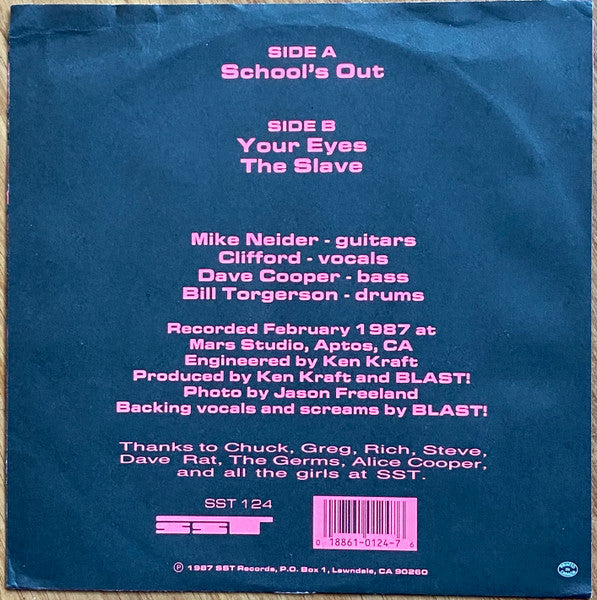 SIDE A
School's Out
SIDE B
Your Eyes
The Slave
Mike Neider - guitars
Clifford - vocals
Dave Cooper - bass
Bill Torgerson - drums
Recorded February 1987 at
Mars Studio, Aptos, CA
Engineered by Ken Kraft
Produced by Ken Kraft and BLAST!
Photo by Jason Freeland
Backing vocals and screams by BLAST!
Thanks to Chuck, Greg, Rich, Steve,
Dave Rat, The Germs, Alice Cooper,
and all the girls at SST.
SST 124
SST
0 18861-0124-7 6
℗ 1987 SST Records, P.O. Box 1, Lawndale, CA 90260